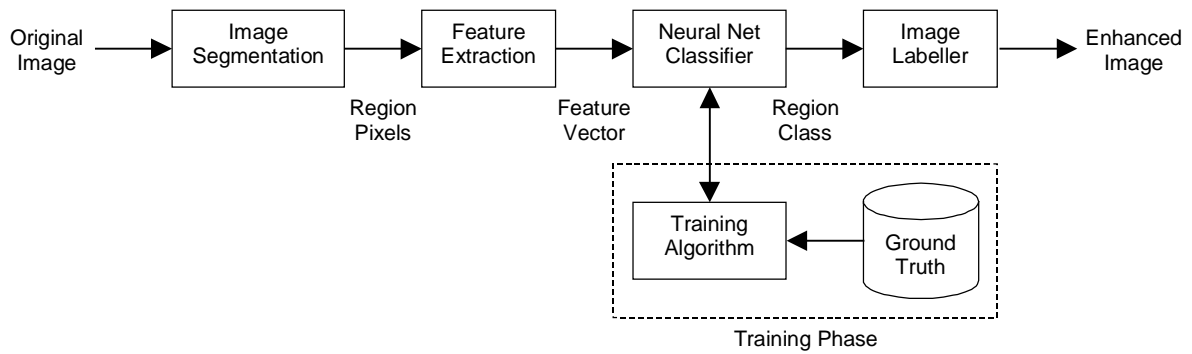 Original
Image
Image
Segmentation
Feature
Extraction
Neural Net
Classifier
Image
Labeller
Enhanced
Image
Region
Pixels
Feature
Vector
Region
Class
Training
Algorithm
Ground
Truth
Training Phase